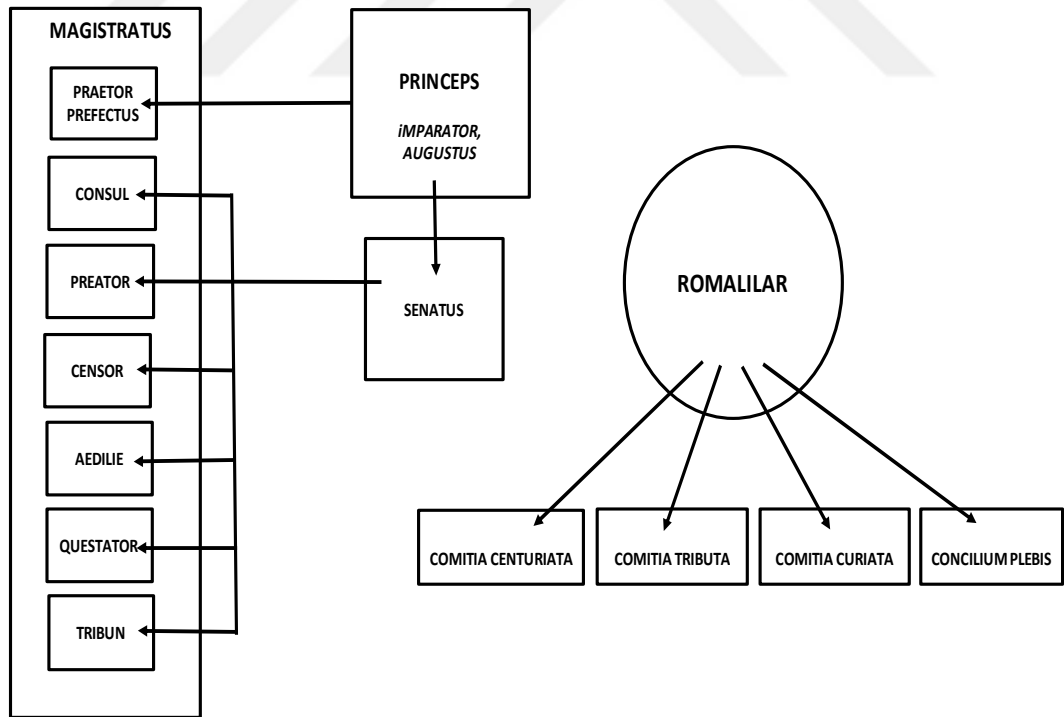 MAGISTRATUS
PRAETOR
PREFECTUS
CONSUL
PREATOR
CENSOR
AEDILIE
QUESTATOR
TRIBUN
PRINCEPS
iMPARATOR,
AUGUSTUS
SENATUS
ROMALILAR
COMITIA CENTURIATA
COMITIA TRIBUTA
COMITIA CURIATA
CONCILIUM PLEBIS